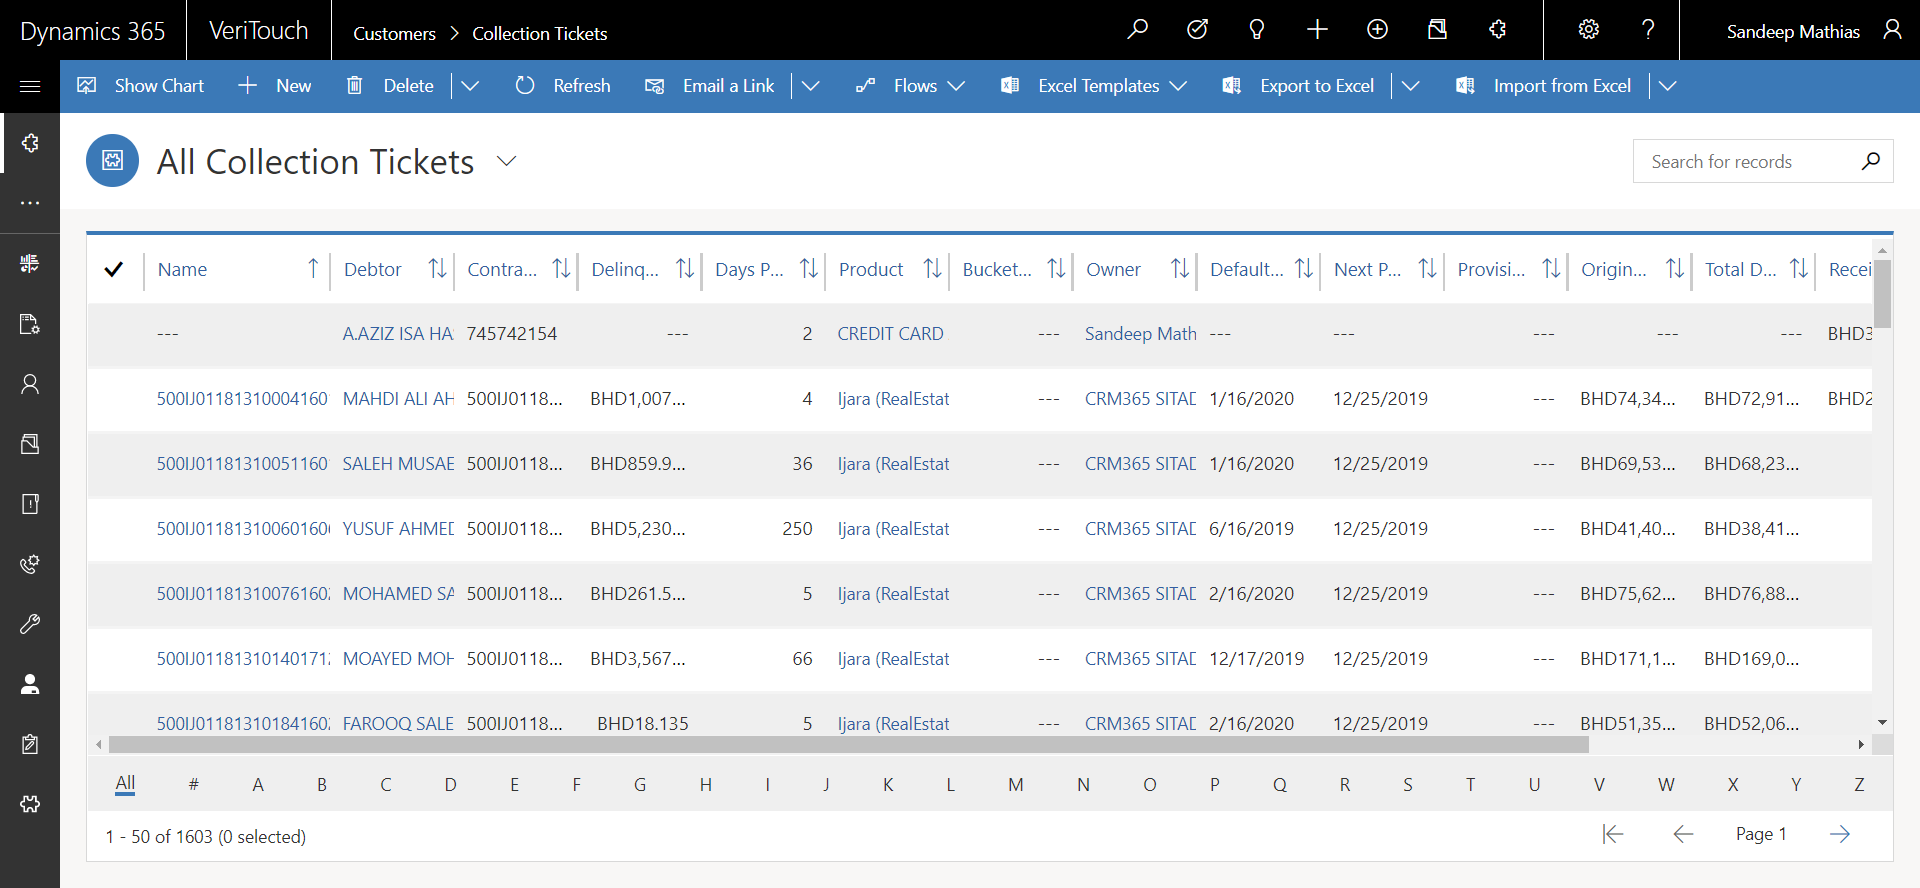 Dynamics 365 VeriTouch Customers > Collection Tickets Sandeep Mathias
Show Chart New Delete Refresh Email a Link Flows Excel Templates Export to Excel Import from Excel
All Collection Tickets
Search for records
Name Debtor Contra... Delinq... Days P... Product Bucket... Owner Default... Next P... Provisi... Origin... Total D... Recei
--- A.AZIZ ISA HA 745742154 --- 2 CREDIT CARD --- Sandeep Math --- --- --- --- --- BHD3
500IJ01181310004160 MAHDI ALI AH 500IJ0118... BHD1,007... 4 Ijara (RealEstat --- CRM365 SITAD 1/16/2020 12/25/2019 --- BHD74,34... BHD72,91... BHD2
500IJ01181310051160 SALEH MUSAE 500IJ0118... BHD859.9... 36 Ijara (RealEstat --- CRM365 SITAD 1/16/2020 12/25/2019 --- BHD69,53... BHD68,23...
500IJ01181310060160 YUSUF AHMED 500IJ0118... BHD5,230... 250 Ijara (RealEstat --- CRM365 SITAD 6/16/2019 12/25/2019 --- BHD41,40... BHD38,41...
500IJ01181310076160 MOHAMED SA 500IJ0118... BHD261.5... 5 Ijara (RealEstat --- CRM365 SITAD 2/16/2020 12/25/2019 --- BHD75,62... BHD76,88...
500IJ01181310140171 MOAYED MOH 500IJ0118... BHD3,567... 66 Ijara (RealEstat --- CRM365 SITAD 12/17/2019 12/25/2019 --- BHD171,1... BHD169,0...
500IJ01181310184160 FAROOQ SALE 500IJ0118... BHD18.135 5 Ijara (RealEstat --- CRM365 SITAD 2/16/2020 12/25/2019 --- BHD51,35... BHD52,06...
All # A B C D E F G H I J K L M N O P Q R S T U V W X Y Z
1 - 50 of 1603 (0 selected) Page 1